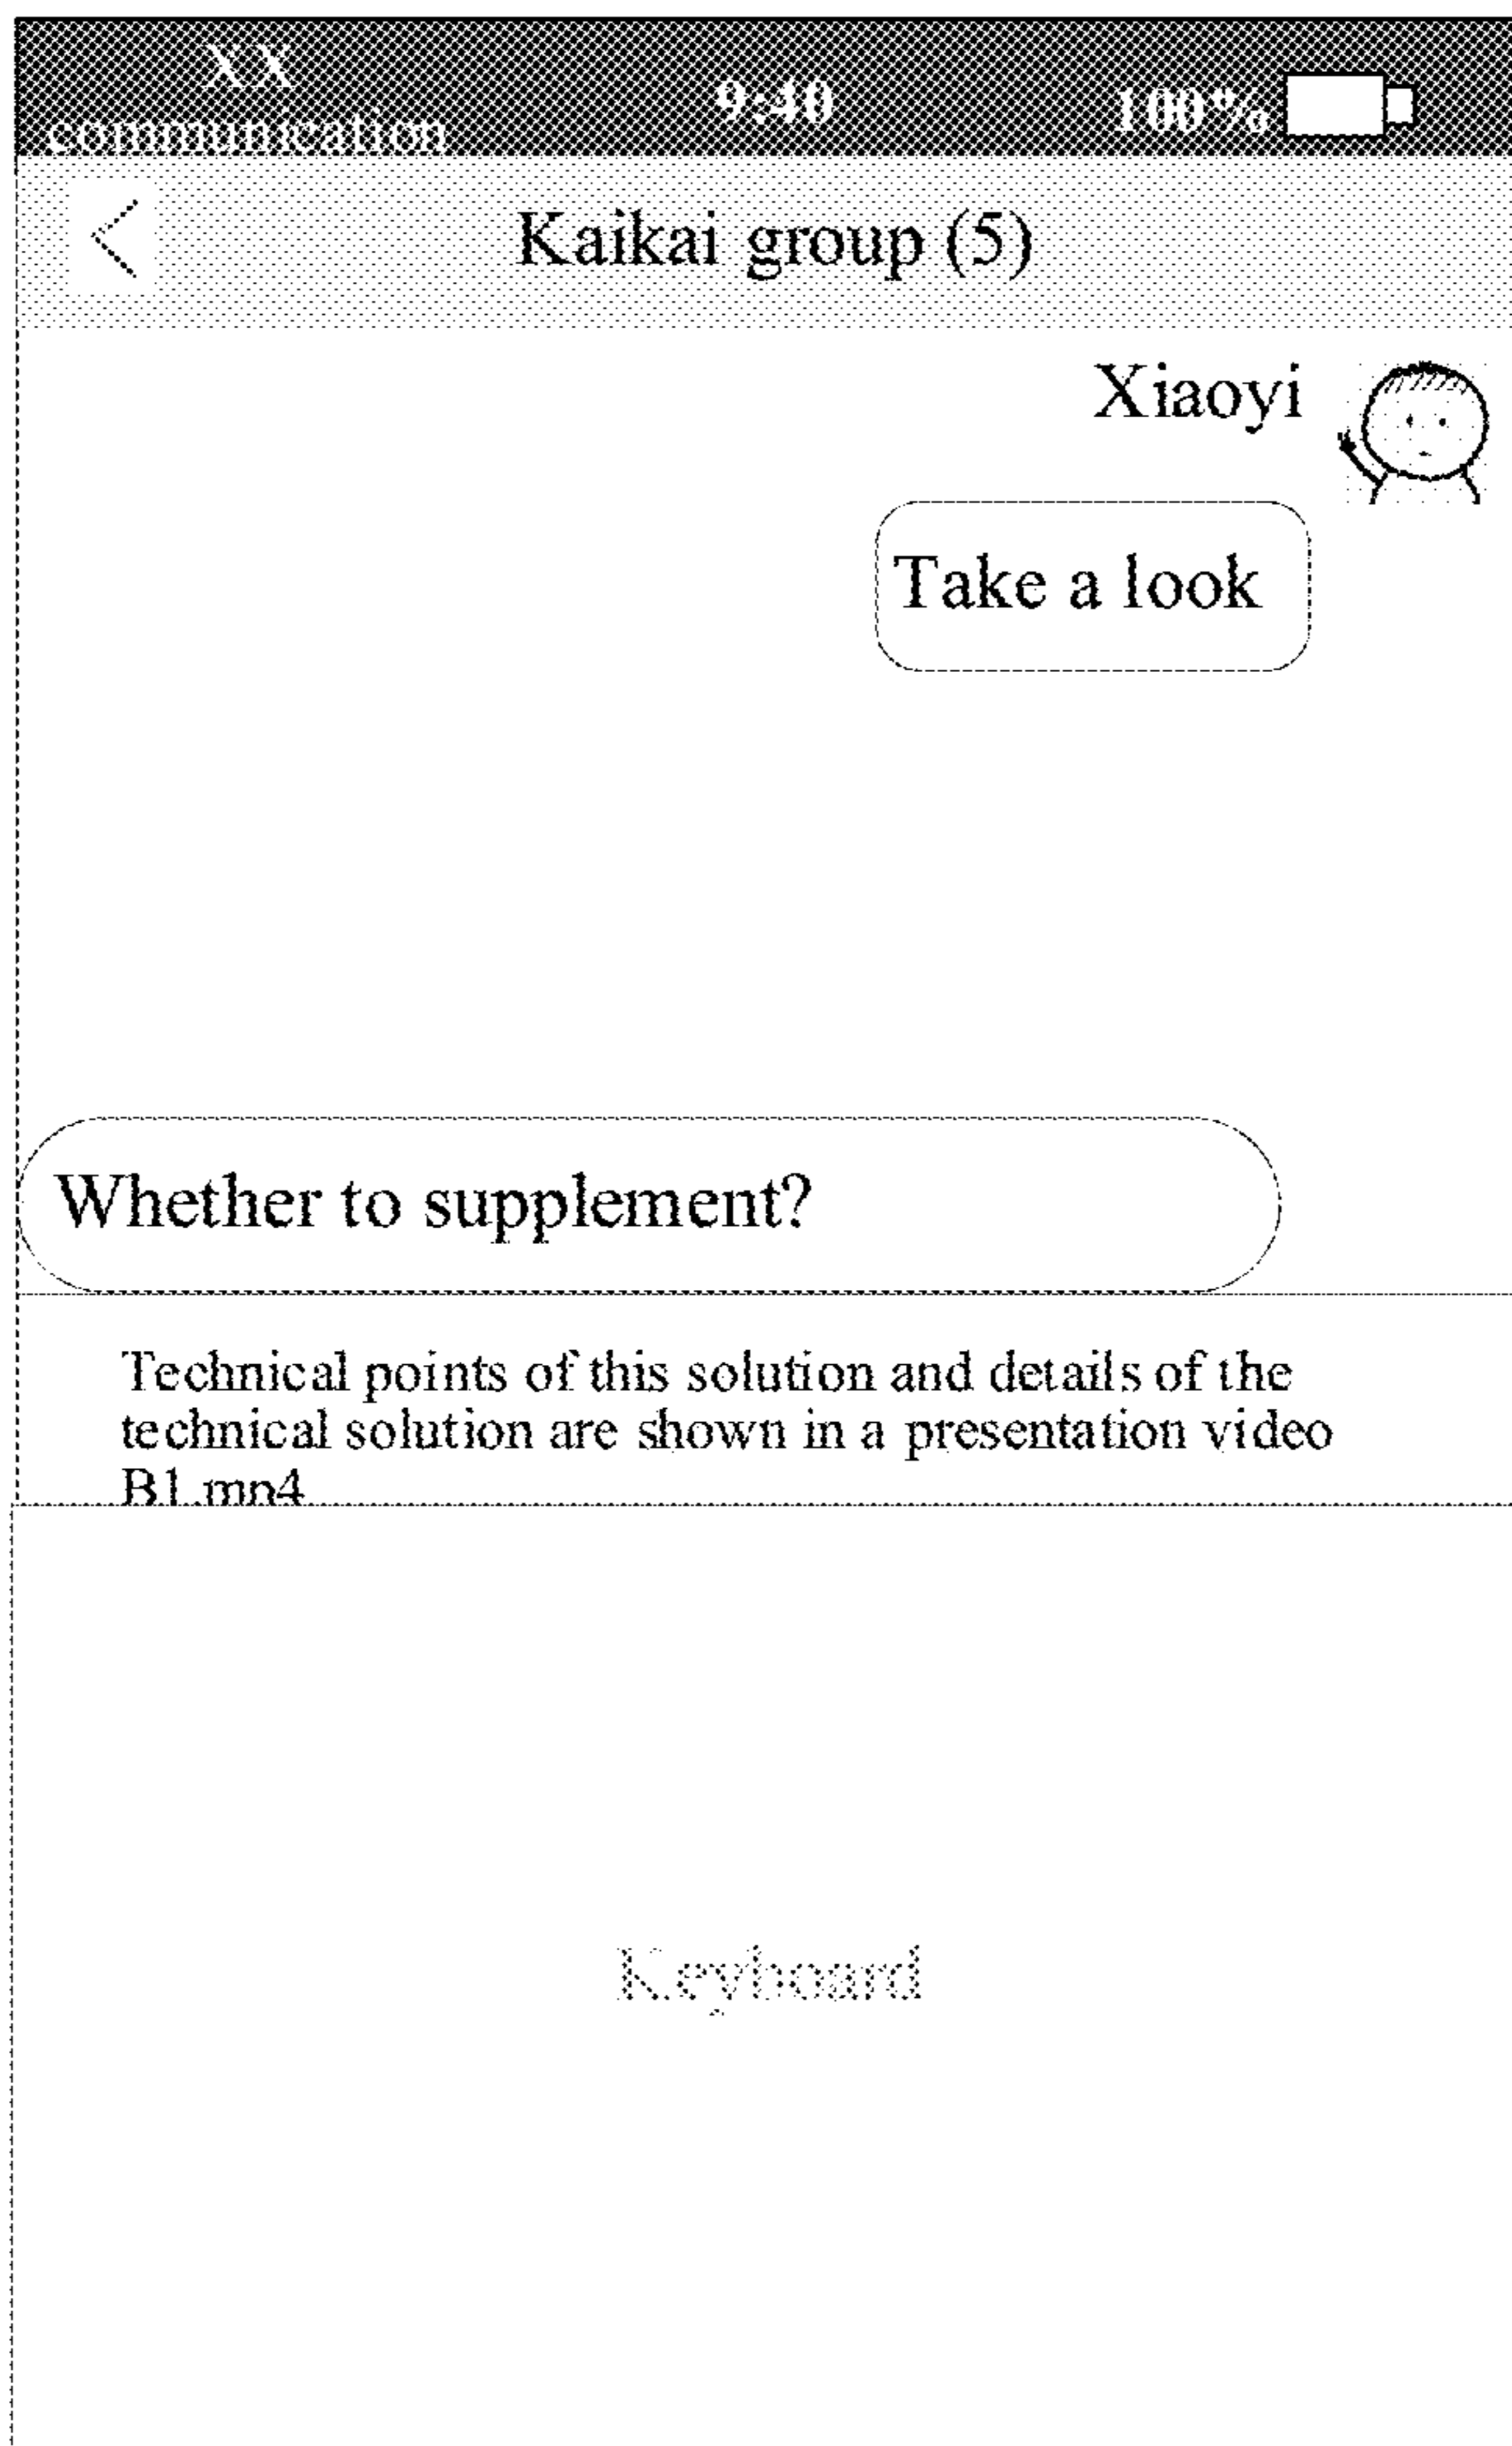 XX
communication
9:40
100%
Kaikai group (5)
Xiaoyi
Take a look
Whether to supplement?
Technical points of this solution and details of the
technical solution are shown in a presentation video
B1.mp4
Keyboard